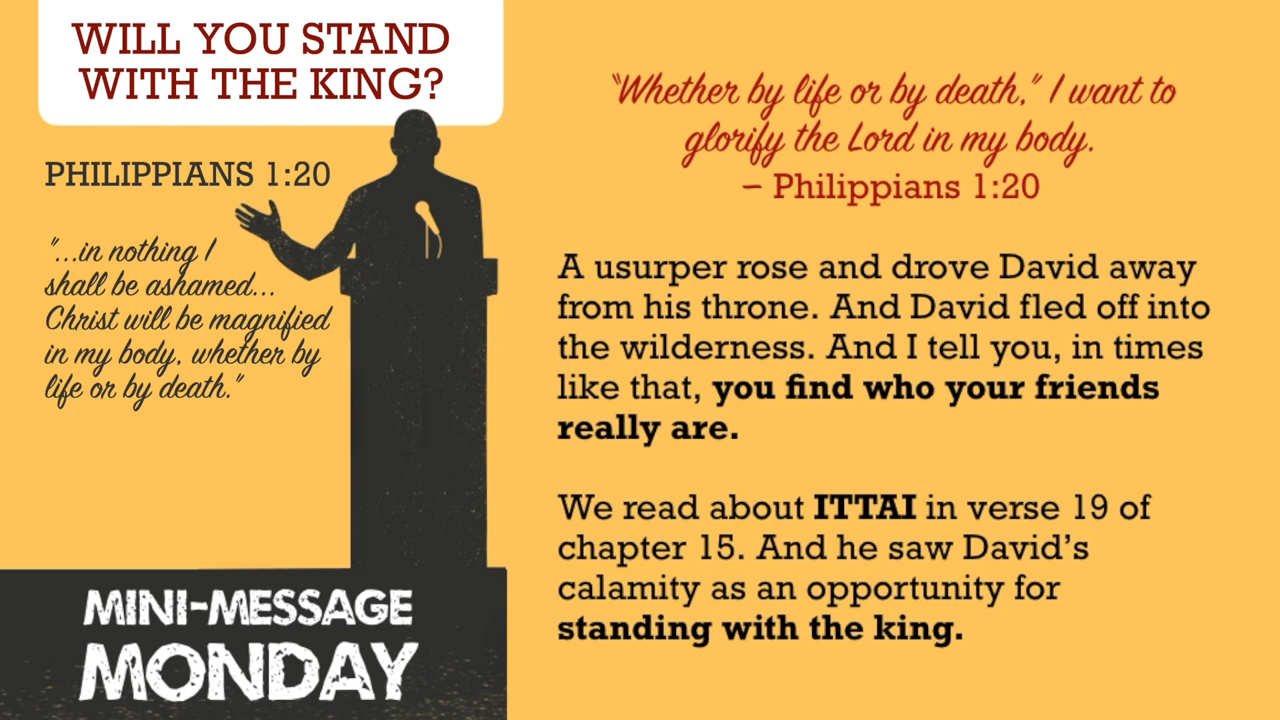 WILL YOU STAND
WITH THE KING?
PHILIPPIANS 1:20
"...in nothing I
shall be ashamed...
Christ will be magnified
in my body, whether by
life or by death."
MINI-MESSAGE
MONDAY
"Whether by life or by death," I want to
glorify the Lord in my body.
– Philippians 1:20
A usurper rose and drove David away
from his throne. And David fled off into
the wilderness. And I tell you, in times
like that, you find who your friends
really are.
We read about ITTAI in verse 19 of
chapter 15. And he saw David’s
calamity as an opportunity for
standing with the king.